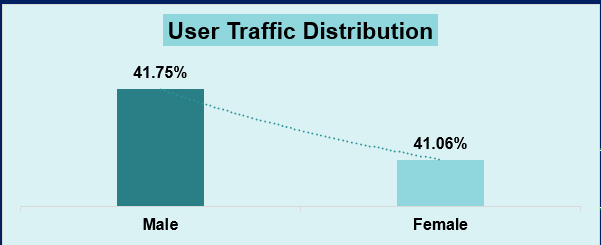 User Traffic Distribution
41.75%
41.06%
Male
Female